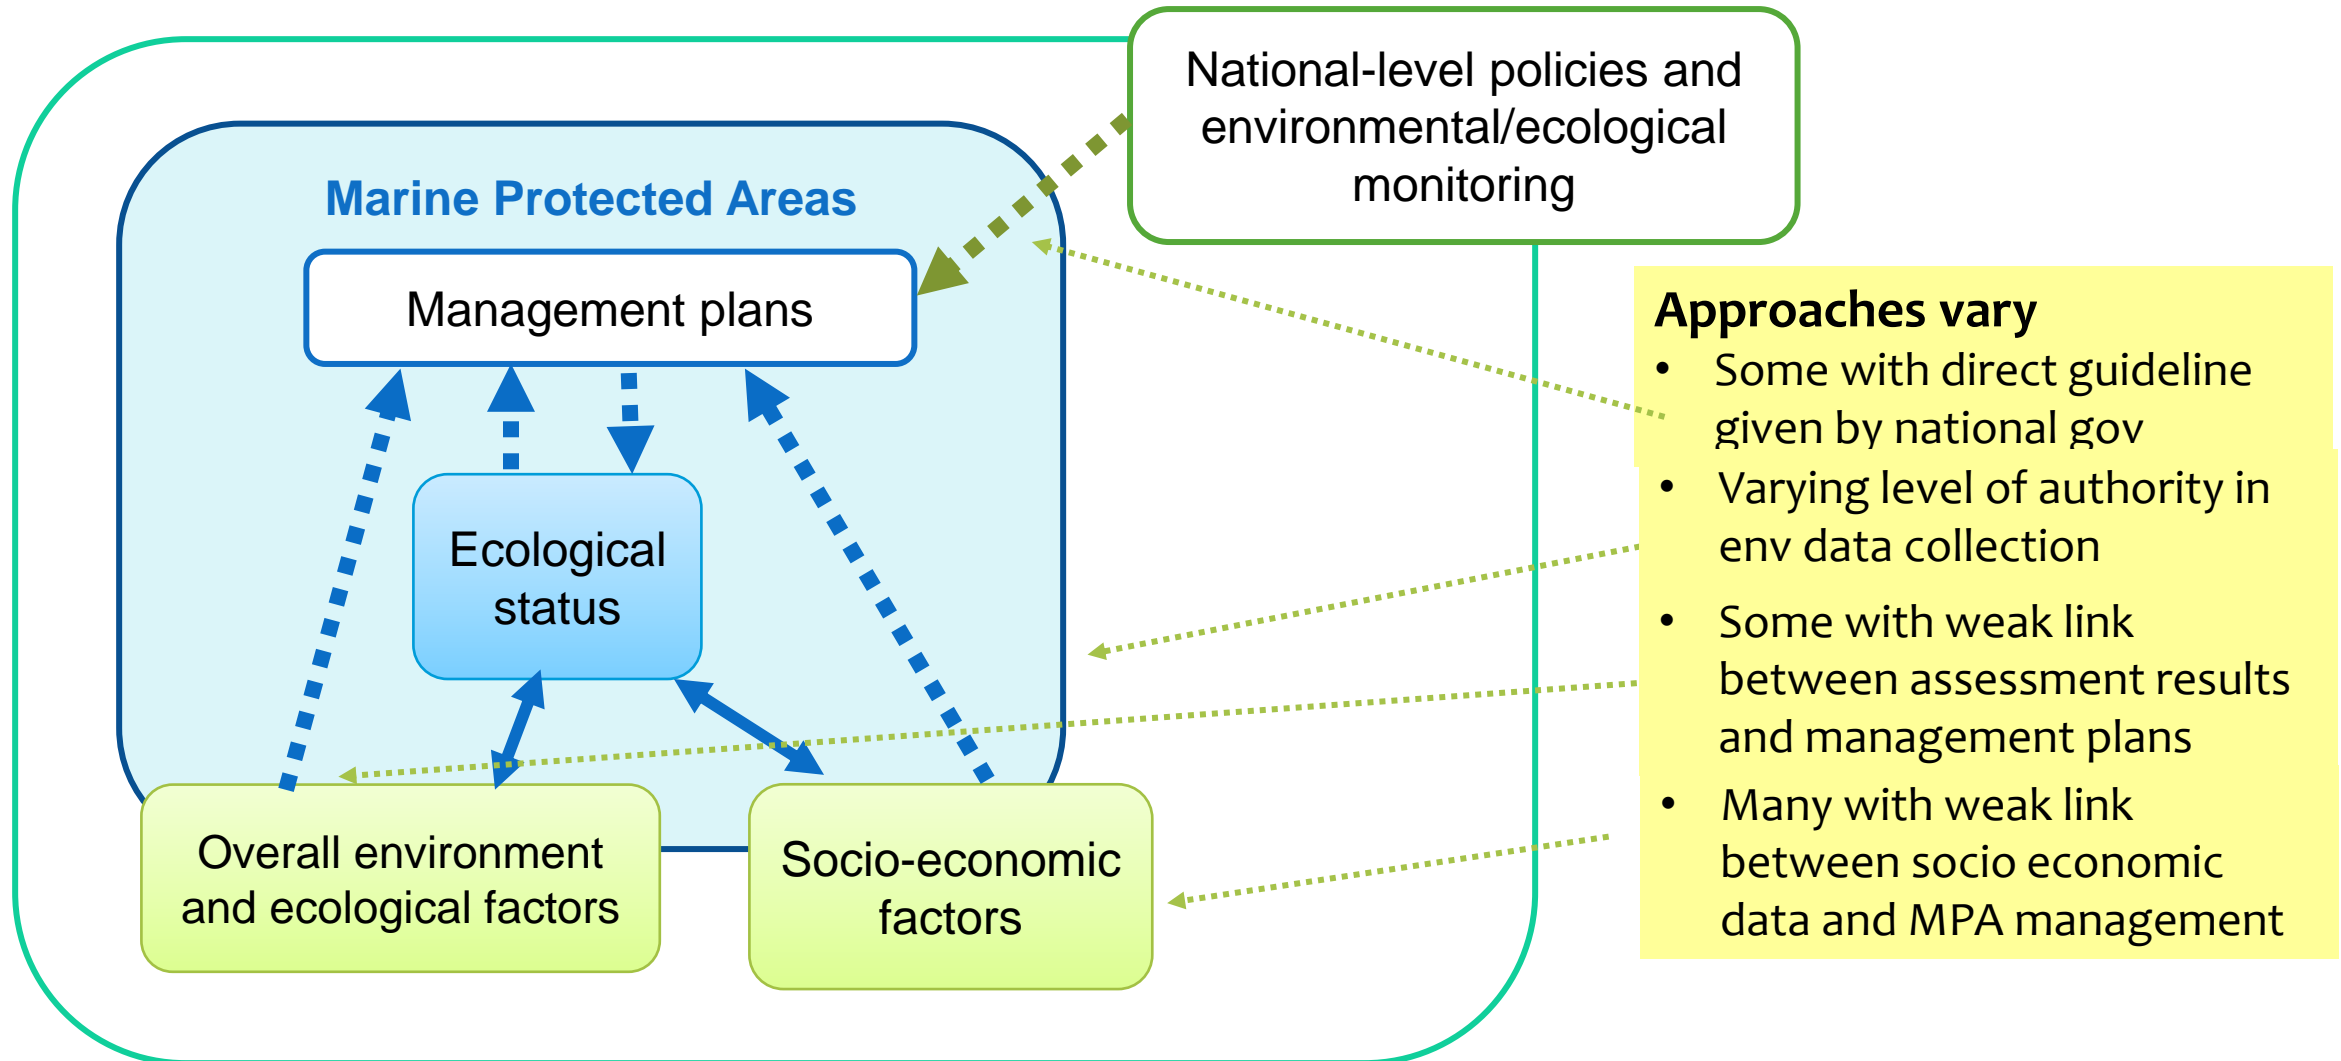 National-level policies and
environmental/ecological
monitoring
Marine Protected Areas
Management plans
Ecological
status
Overall environment
and ecological factors
Socio-economic
factors
Approaches vary
• Some with direct guideline
given by national gov
• Varying level of authority in
env data collection
• Some with weak link
between assessment results
and management plans
• Many with weak link
between socio economic
data and MPA management